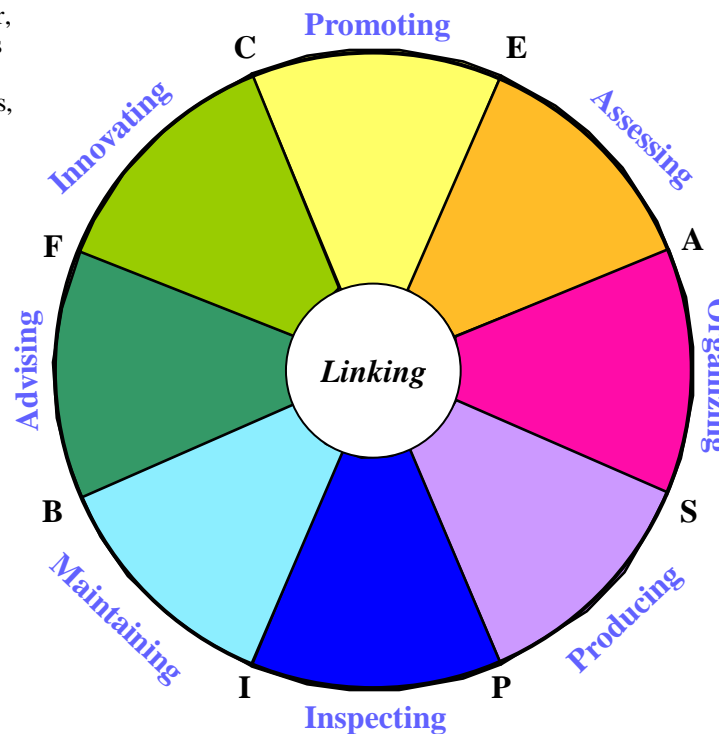 r,
s
s,
Promoting
C
E
Innovating
Assessing
F
A
Advising
Linking
Organizing
B
S
Maintaining
Producing
I
P
Inspecting